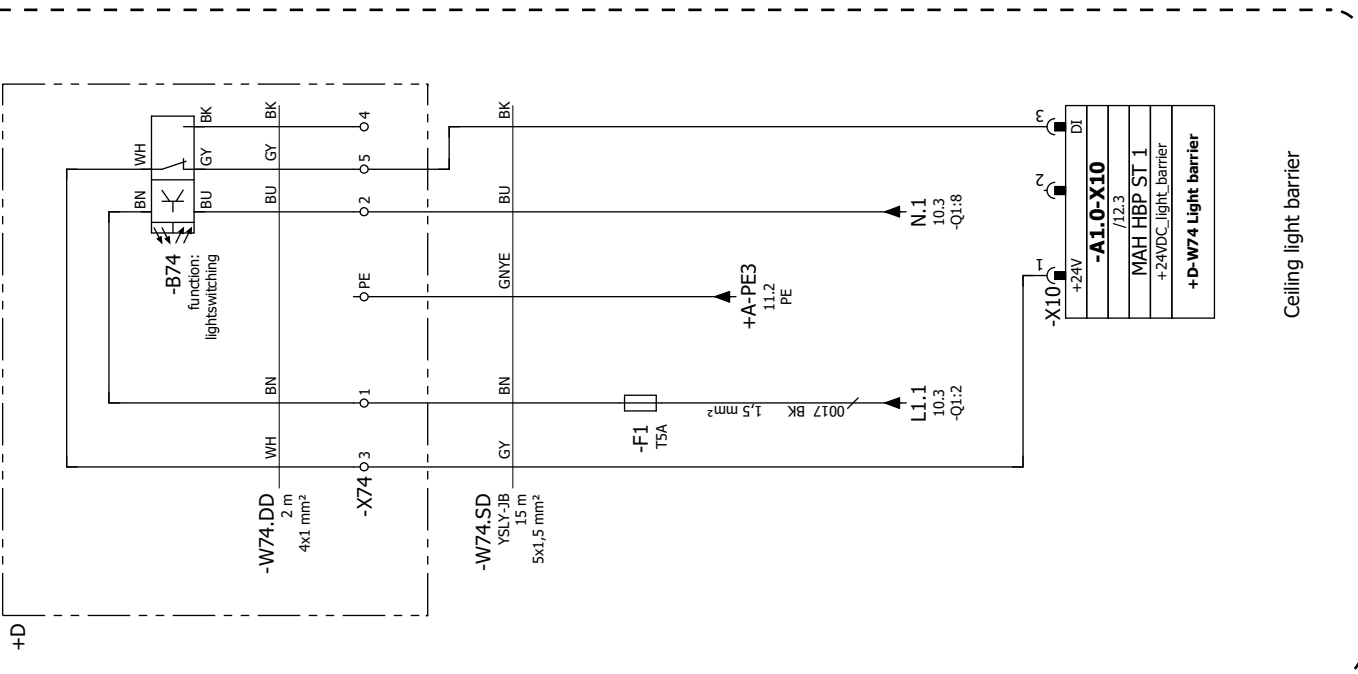 +D
-B74
function:
lightswitching
WH
BN
BK
GY
BU
-W74.DD
2 m
4x1 mm²
WH
BN
BU
GY
BK
-X74
3
1
PE
2
5
4
-W74.SD
YSLY-JB
15 m
5x1,5 mm²
GY
BN
GNYE
BU
BK
-F1
T5A
0017 BK 1,5 mm²
L1.1
10.3
-Q1:2
+A-PE3
11.2
PE
N.1
10.3
-Q1:8
-X10
1
2
3
+24V
DI
-A1.0-X10
/12.3
MAH HBP ST 1
+24VDC_light_barrier
+D-W74 Light barrier
Ceiling light barrier